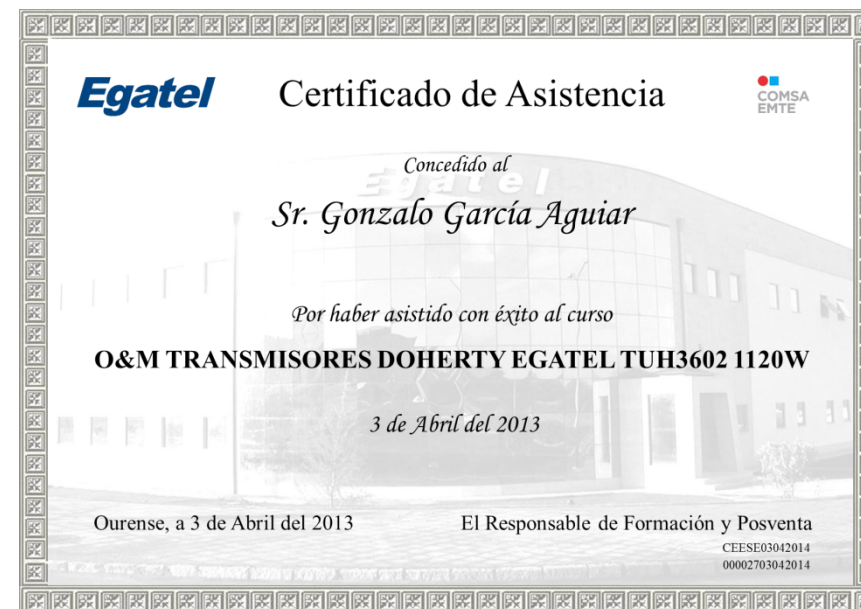 Egatel
Certificado de Asistencia
COMSA
EMTE
Concedido al
Egatel
Sr. Gonzalo García Aguiar
Por haber asistido con éxito al curso
O&M TRANSMISORES DOHERTY EGATEL TUH3602 1120W
3 de Abril del 2013
Ourense, a 3 de Abril del 2013
El Responsable de Formación y Posventa
CEESE03042014
00002703042014